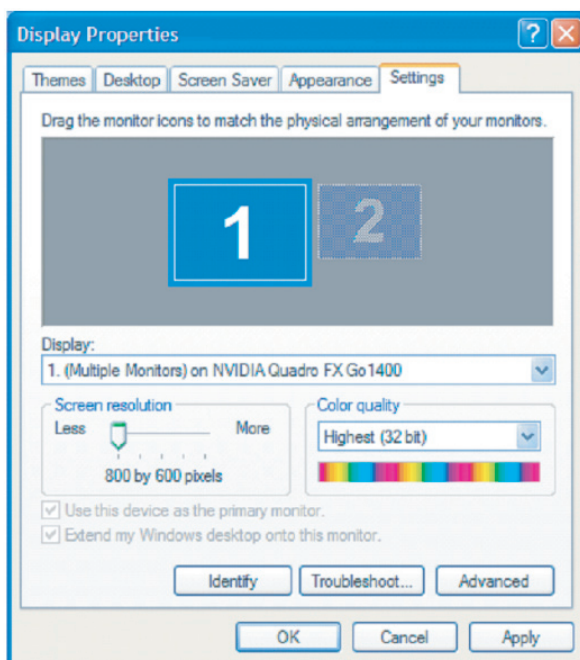 Display Properties
?
Themes Desktop Screen Saver Appearance Settings
Drag the monitor icons to match the physical arrangement of your monitors.
1 2
Display:
1. (Multiple Monitors) on NVIDIA Quadro FX Go1400
Screen resolution
Less More
800 by 600 pixels
Color quality
Highest (32 bit)
Use this device as the primary monitor.
Extend my Windows desktop onto this monitor.
Identify Troubleshoot... Advanced
OK Cancel Apply